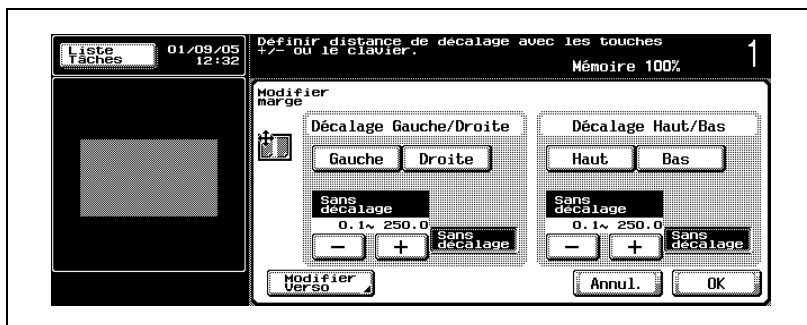 Liste
Tâches
01/09/05
12:32
Définir distance de décalage avec les touches
+/- ou le clavier.
Mémoire 100%
1
Modifier
marge
Décalage Gauche/Droite
Gauche Droite
Sans
décalage
0.1~ 250.0
- +
Sans
décalage
Décalage Haut/Bas
Haut Bas
Sans
décalage
0.1~ 250.0
- +
Sans
décalage
Modifier
Verso
Annul. OK